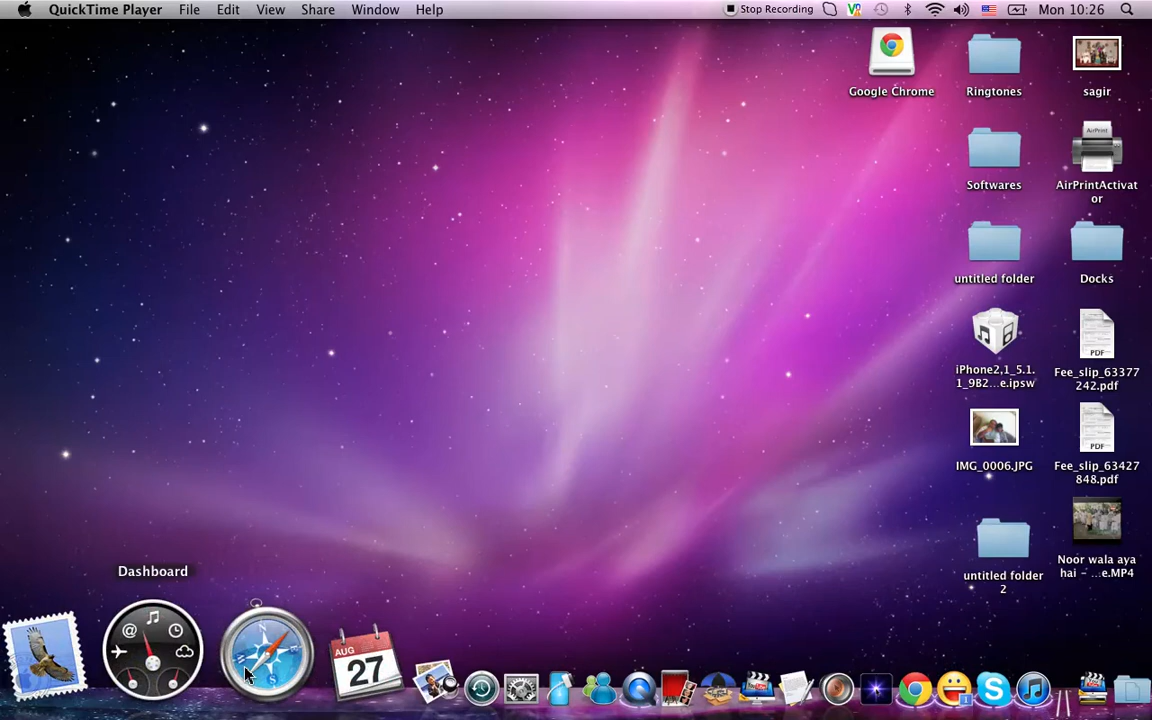 QuickTime Player File Edit View Share Window Help Stop Recording Mon 10:26
Google Chrome
Ringtones
sagir
Softwares
AirPrintActivat
or
untitled folder
Docks
iPhone2,1_5.1.
1_9B2...e.ipsw
PDF
Fee_slip_63377
242.pdf
IMG_0006.JPG
PDF
Fee_slip_63427
848.pdf
untitled folder
2
Noor wala aya
hai - ...e.MP4
Dashboard
AUG
27